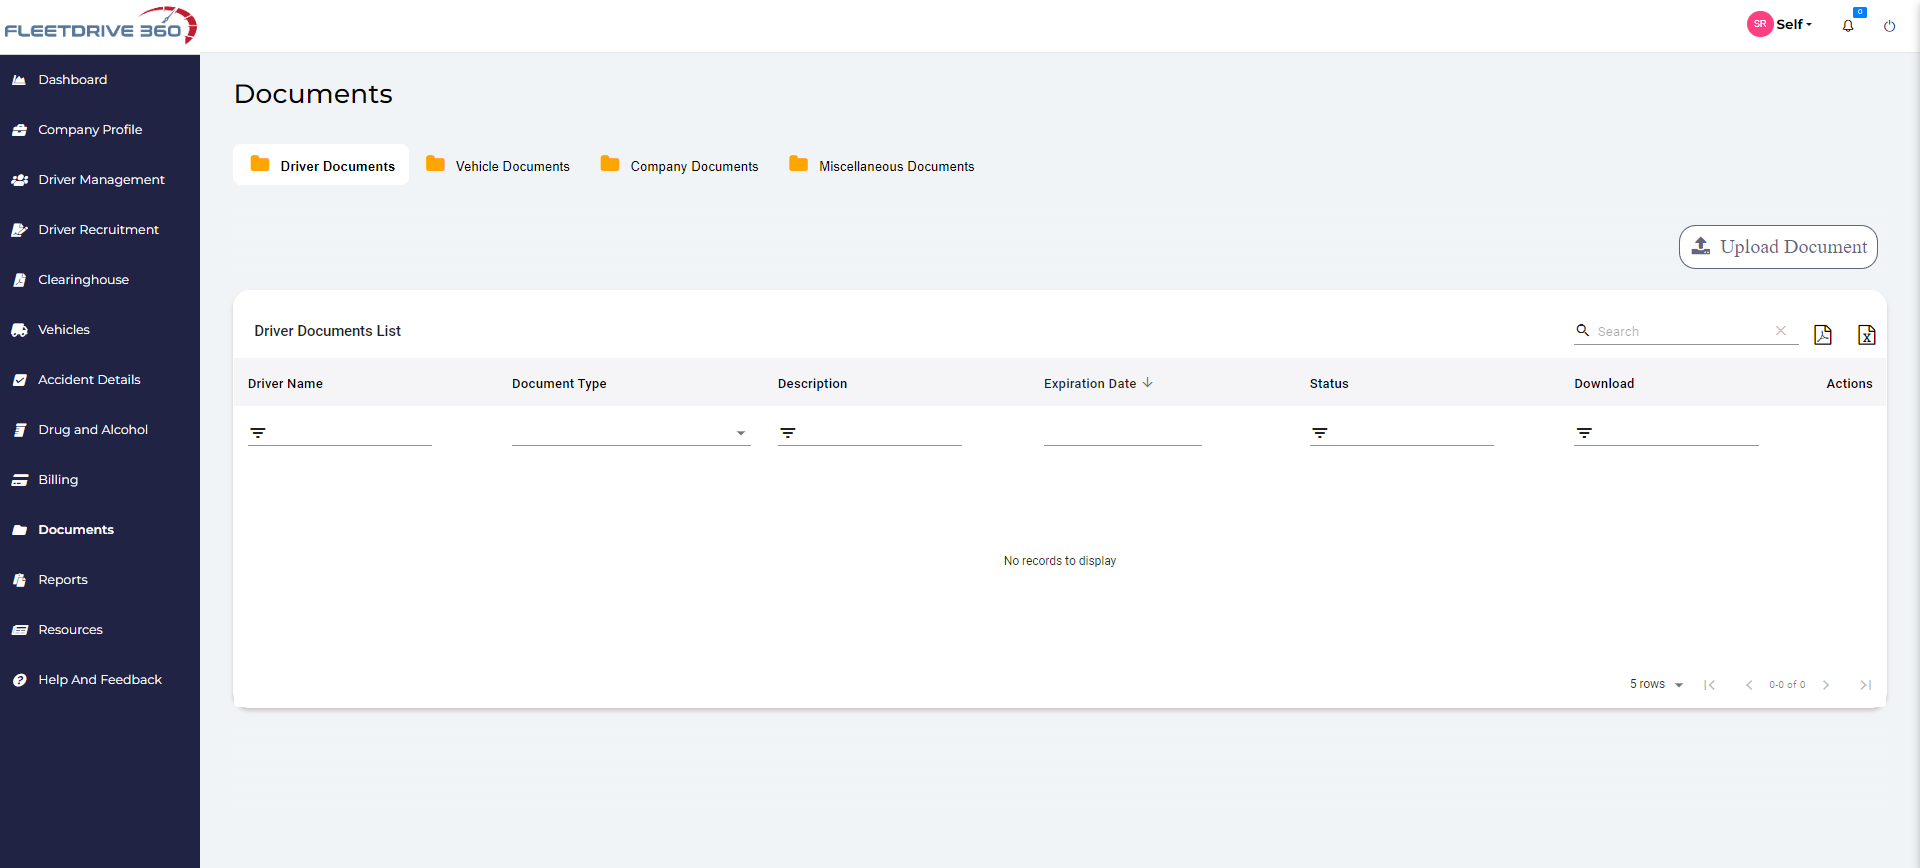 FLEETDRIVE 360
SR Self
0
Dashboard
Company Profile
Driver Management
Driver Recruitment
Clearinghouse
Vehicles
Accident Details
Drug and Alcohol
Billing
Documents
Reports
Resources
Help And Feedback
Documents
Driver Documents Vehicle Documents Company Documents Miscellaneous Documents
Upload Document
Driver Documents List
Search
Driver Name Document Type Description Expiration Date Status Download Actions
No records to display
5 rows 0-0 of 0